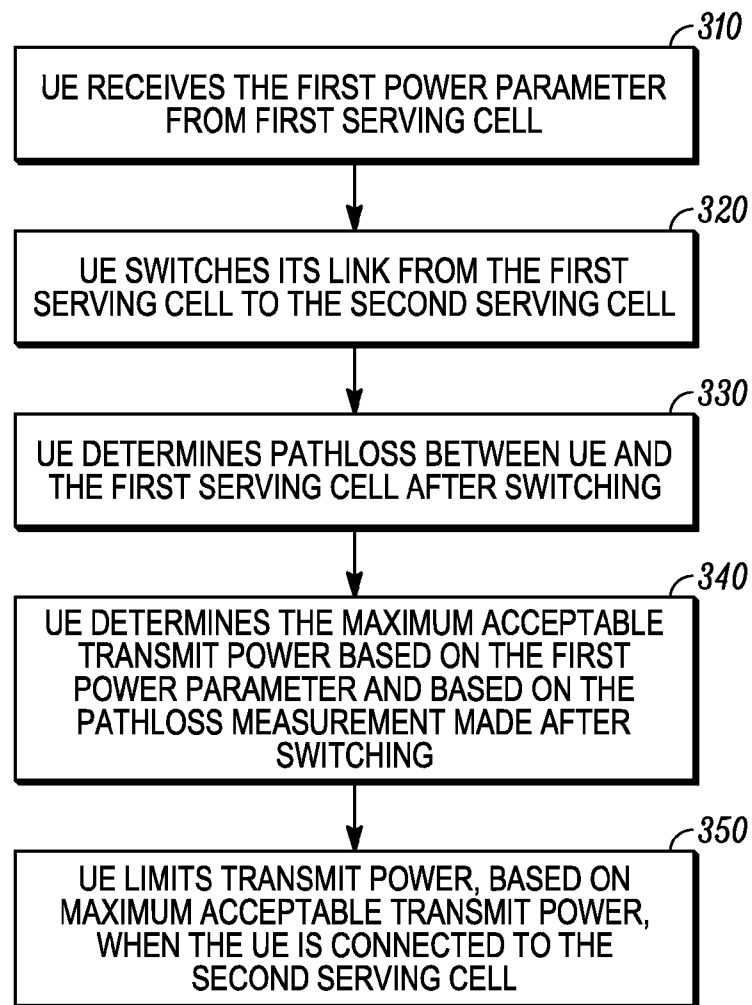 310
UE RECEIVES THE FIRST POWER PARAMETER
FROM FIRST SERVING CELL
320
UE SWITCHES ITS LINK FROM THE FIRST
SERVING CELL TO THE SECOND SERVING CELL
330
UE DETERMINES PATHLOSS BETWEEN UE AND
THE FIRST SERVING CELL AFTER SWITCHING
340
UE DETERMINES THE MAXIMUM ACCEPTABLE
TRANSMIT POWER BASED ON THE FIRST
POWER PARAMETER AND BASED ON THE
PATHLOSS MEASUREMENT MADE AFTER
SWITCHING
350
UE LIMITS TRANSMIT POWER, BASED ON
MAXIMUM ACCEPTABLE TRANSMIT POWER,
WHEN THE UE IS CONNECTED TO THE
SECOND SERVING CELL